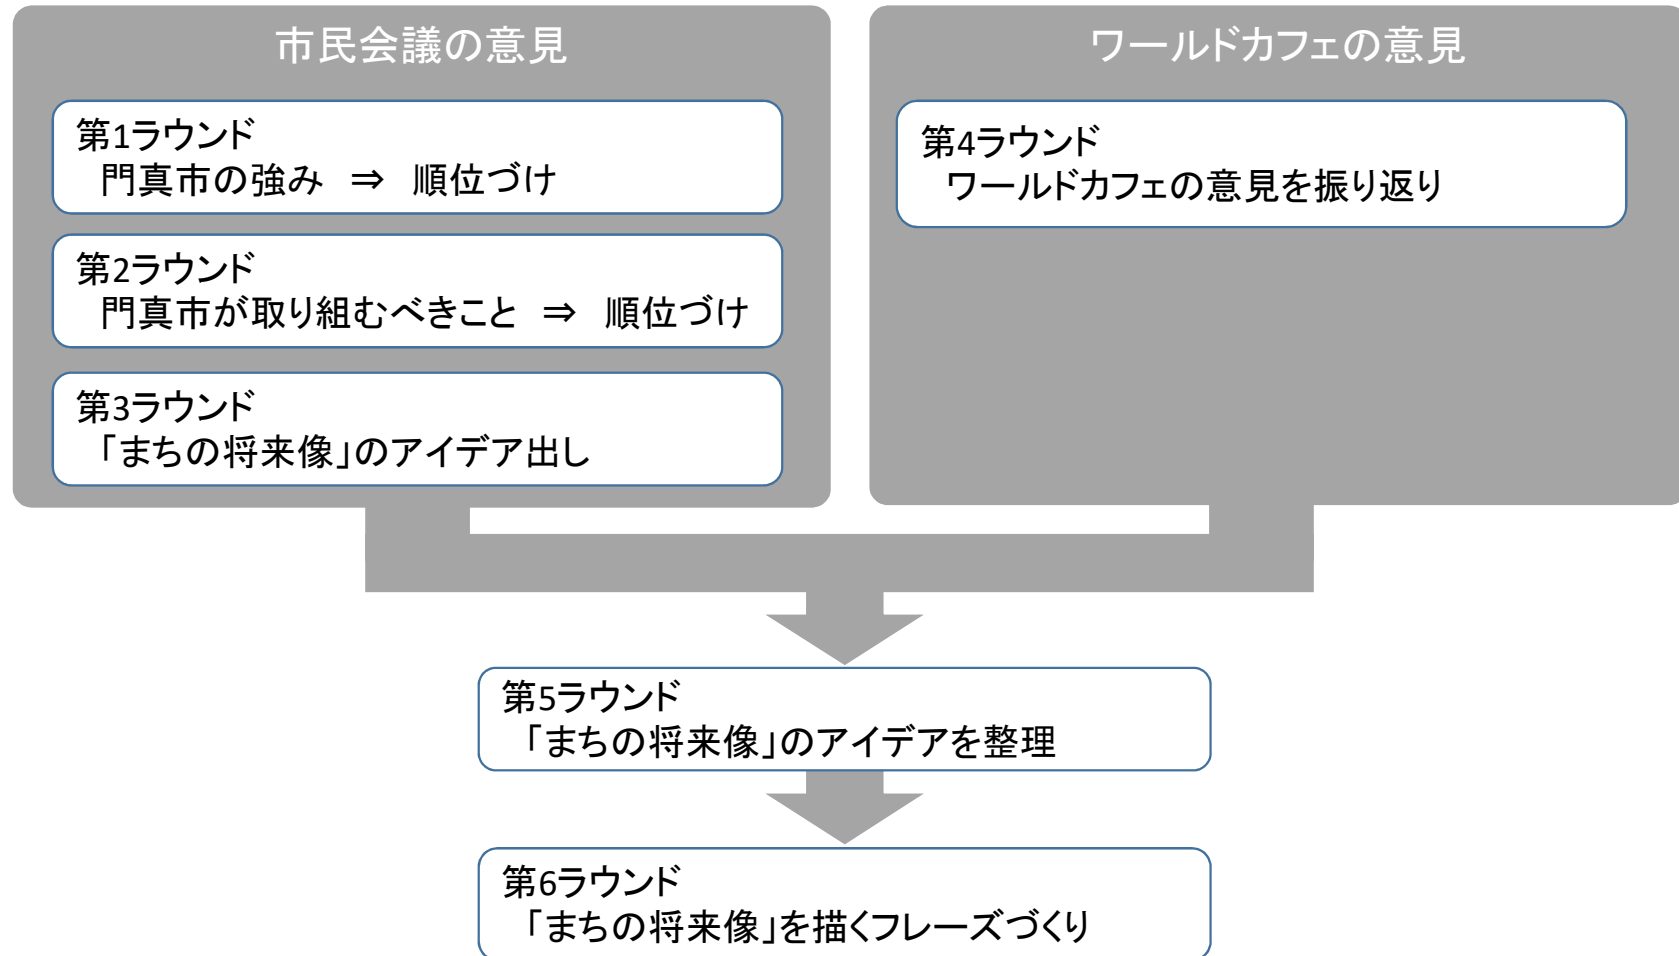 市民会議の意見
第1ラウンド
門真市の強み ⇒ 順位づけ
第2ラウンド
門真市が取り組むべきこと ⇒ 順位づけ
第3ラウンド
「まちの将来像」のアイデア出し
ワールドカフェの意見
第4ラウンド
ワールドカフェの意見を振り返り
第5ラウンド
「まちの将来像」のアイデアを整理
第6ラウンド
「まちの将来像」を描くフレーズづくり